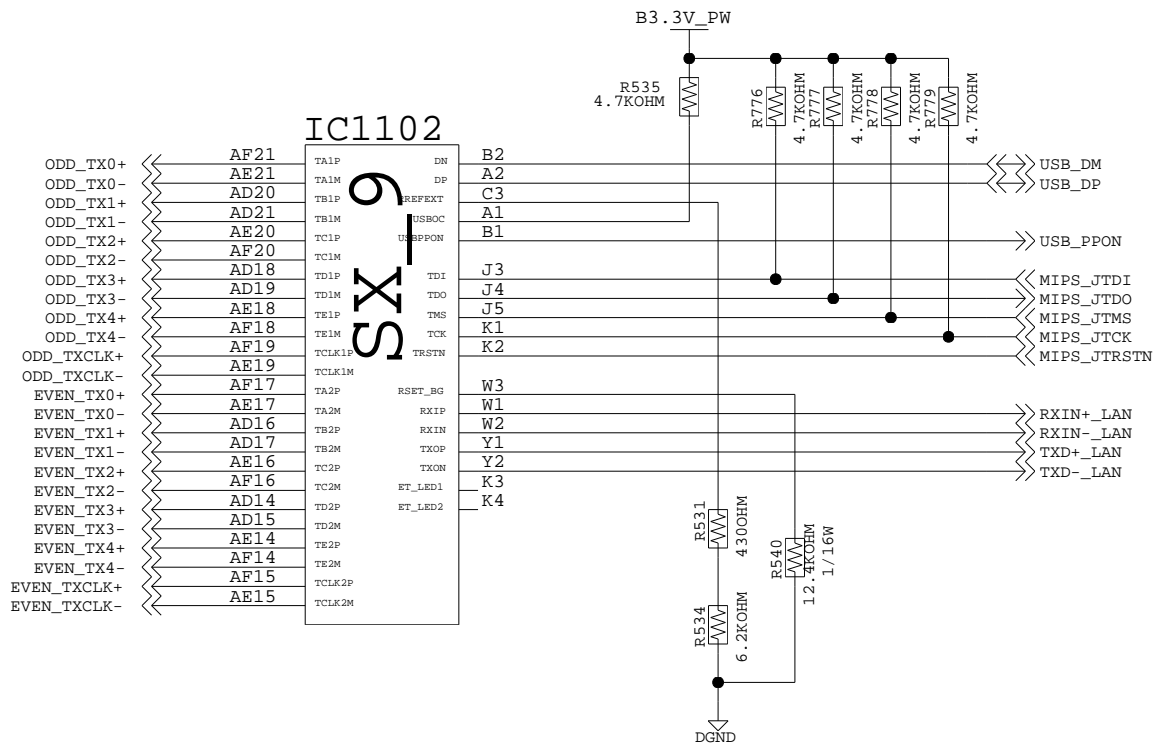 B3.3V_PW
R535
4.7KOHM
R776
4.7KOHM
R777
4.7KOHM
R778
4.7KOHM
R779
4.7KOHM
IC1102
SX_9
ODD_TX0+ AF21 TA1P DN B2 USB_DM
ODD_TX0- AE21 TA1M DP A2 USB_DP
ODD_TX1+ AD20 TB1P RREFEXT C3
ODD_TX1- AD21 TB1M USBOC A1
ODD_TX2+ AE20 TC1P USBPPON B1 USB_PPON
ODD_TX2- AF20 TC1M
ODD_TX3+ AD18 TD1P TDI J3 MIPS_JTDI
ODD_TX3- AD19 TD1M TDO J4 MIPS_JTDO
ODD_TX4+ AE18 TE1P TMS J5 MIPS_JTMS
ODD_TX4- AF18 TE1M TCK K1 MIPS_JTCK
ODD_TXCLK+ AF19 TCLK1P TRSTN K2 MIPS_JTRSTN
ODD_TXCLK- AE19 TCLK1M
EVEN_TX0+ AF17 TA2P RSET_BG W3
EVEN_TX0- AE17 TA2M RXIP W1 RXIN+_LAN
EVEN_TX1+ AD16 TB2P RXIN W2 RXIN-_LAN
EVEN_TX1- AD17 TB2M TXOP Y1 TXD+_LAN
EVEN_TX2+ AE16 TC2P TXON Y2 TXD-_LAN
EVEN_TX2- AF16 TC2M ET_LED1 K3
EVEN_TX3+ AD14 TD2P ET_LED2 K4
EVEN_TX3- AD15 TD2M
EVEN_TX4+ AE14 TE2P
EVEN_TX4- AF14 TE2M
EVEN_TXCLK+ AF15 TCLK2P
EVEN_TXCLK- AE15 TCLK2M
R531
430OHM
R540
12.4KOHM
1/16W
R534
6.2KOHM
DGND